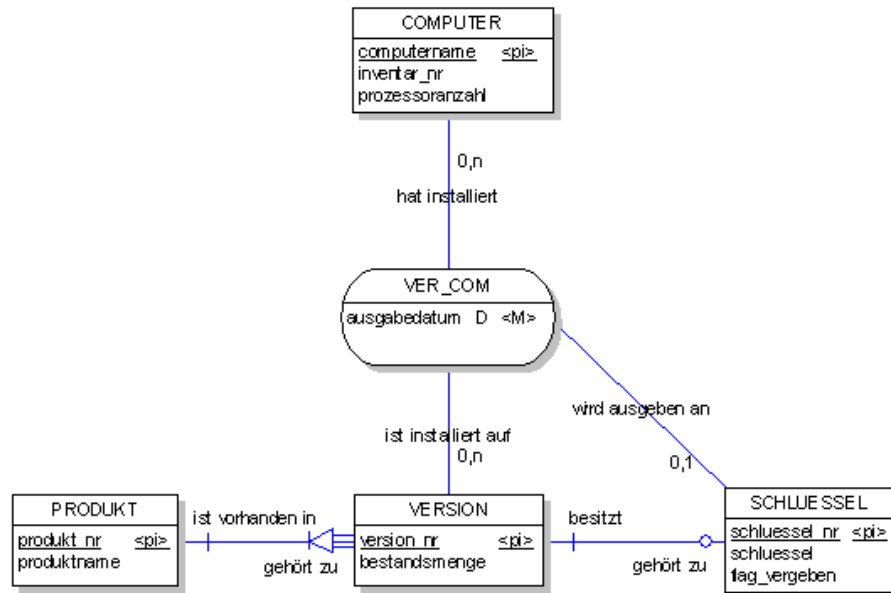 COMPUTER
computername <pi>
inventar_nr
prozessoranzahl
0,n
hat installiert
VER_COM
ausgabedatum D <M>
wird ausgeben an
ist installiert auf
0,n
0,1
PRODUKT
produkt_nr <pi>
produktname
ist vorhanden in
gehört zu
VERSION
version_nr <pi>
bestandsmenge
besitzt
gehört zu
SCHLUESSEL
schluessel_nr <pi>
schluessel
flag_vergeben